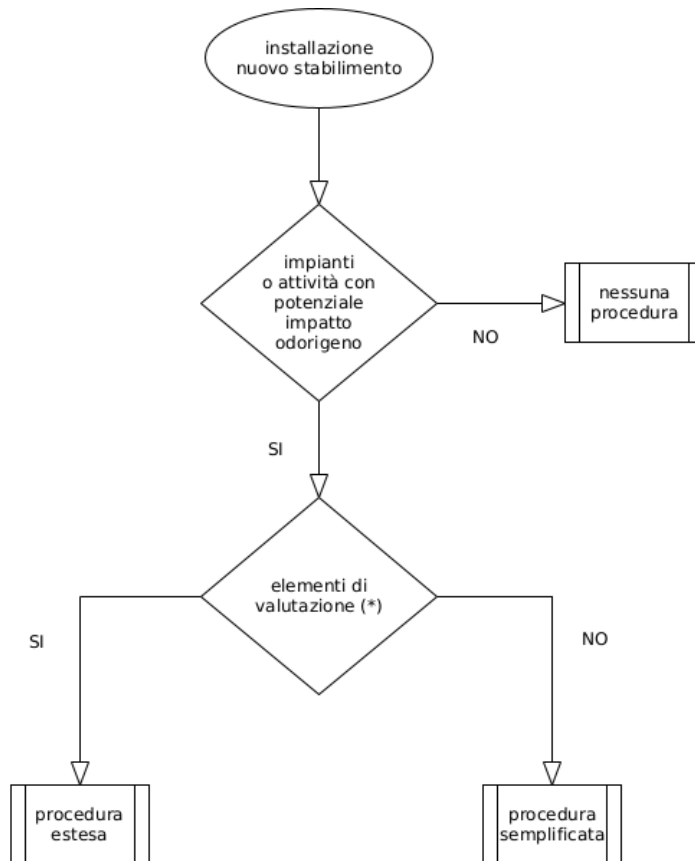 installazione
nuovo stabilimento
impianti
o attività con
potenziale
impatto
odorigeno
nessuna
procedura
NO
SI
elementi di
valutazione (*)
SI
NO
procedura
estesa
procedura
semplificata